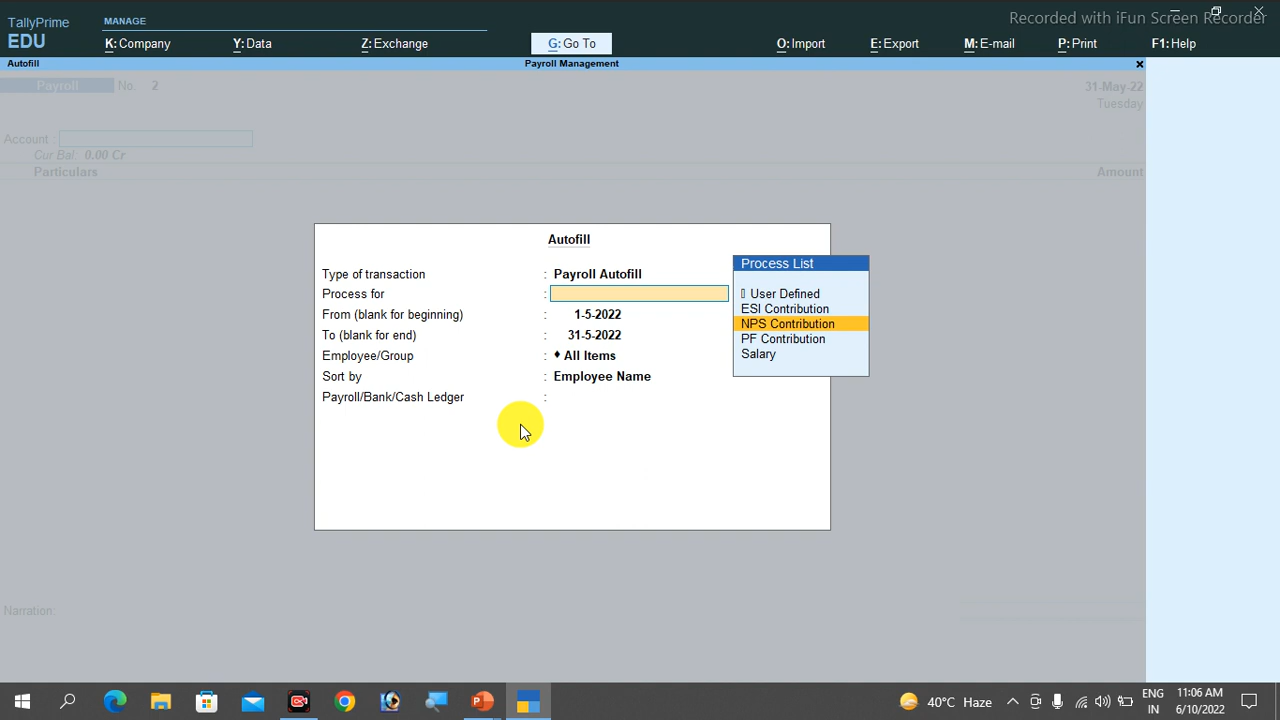 TallyPrime
EDU
MANAGE
K: Company
Y: Data
Z: Exchange
G: Go To
O: Import
E: Export
M: E-mail
P: Print
F1: Help
Recorded with iFun Screen Recorder
Autofill
Payroll Management
Payroll No. 2
31-May-22
Tuesday
Account :
Cur Bal: 0.00 Cr
Particulars
Amount
Autofill
Type of transaction : Payroll Autofill
Process for :
From (blank for beginning) : 1-5-2022
To (blank for end) : 31-5-2022
Employee/Group : ♦ All Items
Sort by : Employee Name
Payroll/Bank/Cash Ledger :
Process List
User Defined
ESI Contribution
NPS Contribution
PF Contribution
Salary
Narration:
40°C Haze
ENG
IN
11:06 AM
6/10/2022